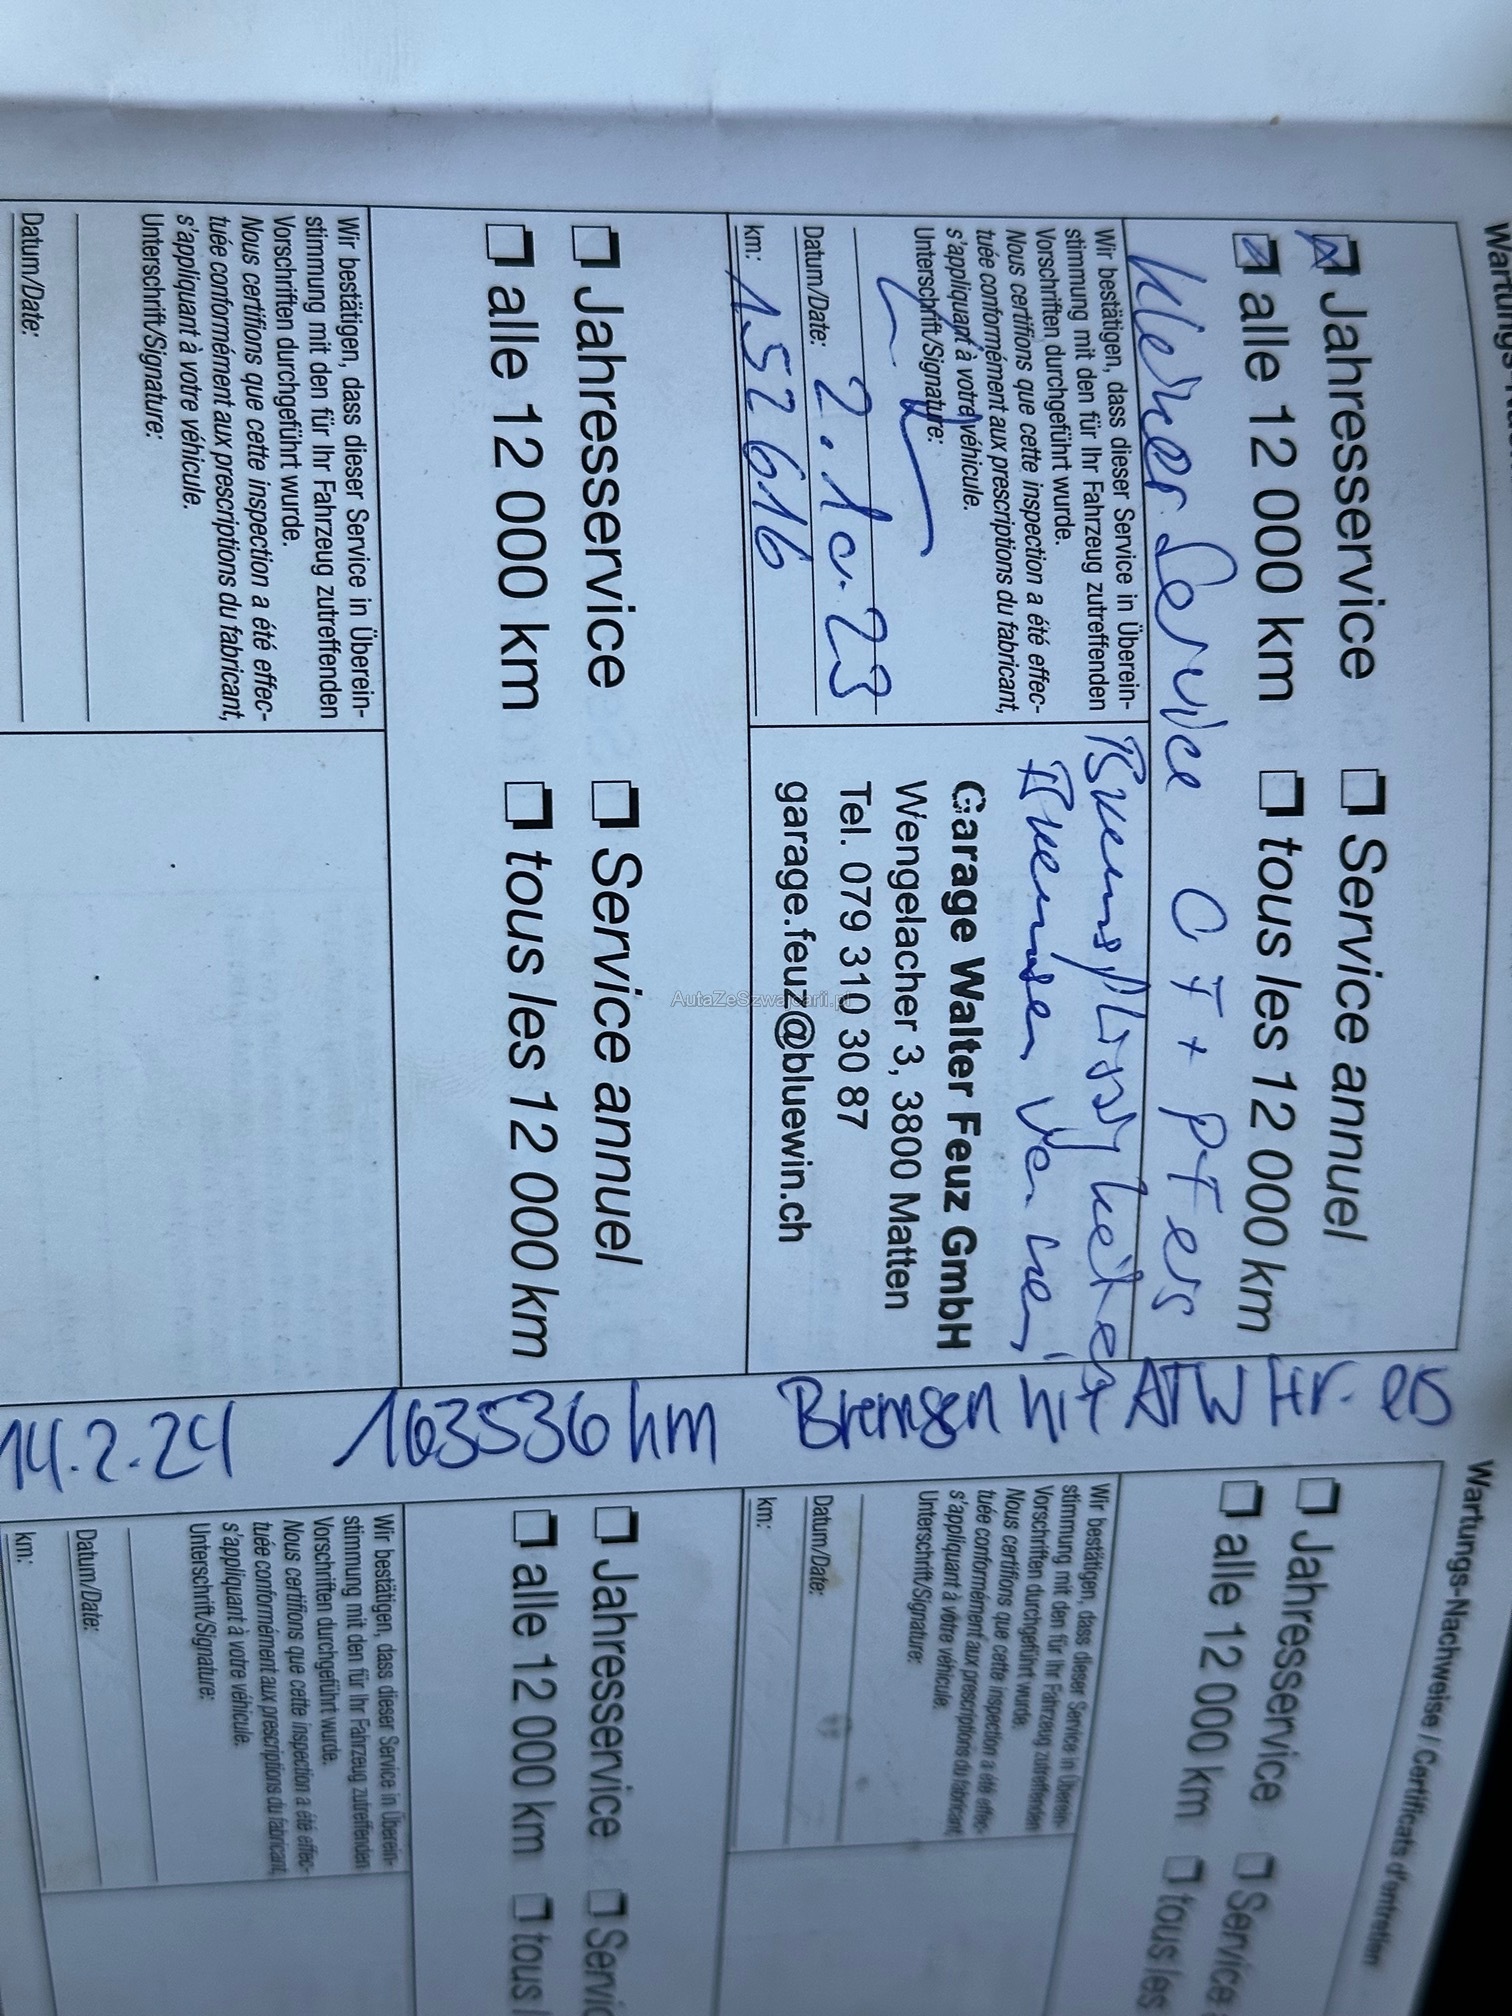 Wartungs-
☒ Jahresservice ☐ Service annuel
☒ alle 12 000 km ☐ tous les 12 000 km
Kleiner Service
Wir bestätigen, dass dieser Service in Überein-
stimmung mit den für Ihr Fahrzeug zutreffenden
Vorschriften durchgeführt wurde.
Nous certifions que cette inspection a été effec-
tuée conformément aux prescriptions du fabricant,
s'appliquant à votre véhicule.
Unterschrift/Signature:
Datum/Date: 2.10.23
km: 152616
Bremsflüssigkeit
Bremsen
Garage Walter Feuz GmbH
Wengelacher 3, 3800 Matten
Tel. 079 310 30 87
garage.feuz@bluewin.ch
☐ Jahresservice ☐ Service annuel
☐ alle 12 000 km ☐ tous les 12 000 km
Wir bestätigen, dass dieser Service in Überein-
stimmung mit den für Ihr Fahrzeug zutreffenden
Vorschriften durchgeführt wurde.
Nous certifions que cette inspection a été effec-
tuée conformément aux prescriptions du fabricant,
s'appliquant à votre véhicule.
Unterschrift/Signature:
Datum/Date:
14.2.24 163536 km Bremsen hi + ATW Hr. ers
Wartungs-Nachweise / Certificats d'entretien
☐ Jahresservice ☐ Service
☐ alle 12 000 km ☐ tous les
Wir bestätigen, dass dieser Service in Überein-
stimmung mit den für Ihr Fahrzeug zutreffenden
Vorschriften durchgeführt wurde.
Nous certifions que cette inspection a été effec-
tuée conformément aux prescriptions du fabricant,
s'appliquant à votre véhicule.
Unterschrift/Signature:
Datum/Date:
km:
☐ Jahresservice ☐ Servic
☐ alle 12 000 km ☐ tous l
Wir bestätigen, dass dieser Service in Überein-
stimmung mit den für Ihr Fahrzeug zutreffenden
Vorschriften durchgeführt wurde.
Nous certifions que cette inspection a été effec-
tuée conformément aux prescriptions du fabricant,
s'appliquant à votre véhicule.
Unterschrift/Signature:
Datum/Date:
km:
AutaZeSzwajcarii.pl